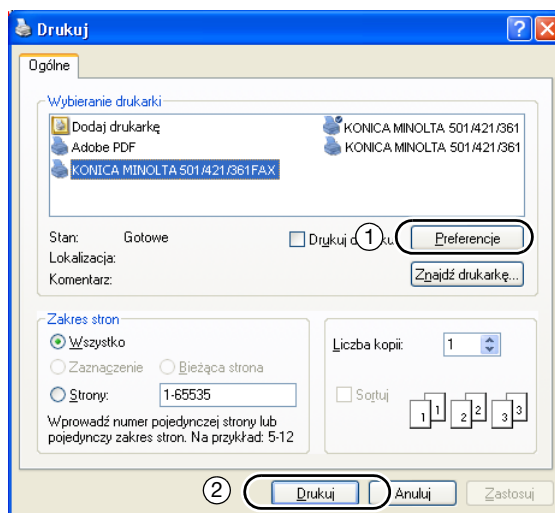 Drukuj
Ogólne
Wybieranie drukarki
Dodaj drukarkę
Adobe PDF
KONICA MINOLTA 501/421/361FAX
KONICA MINOLTA 501/421/361
KONICA MINOLTA 501/421/361
Stan: Gotowe
Lokalizacja:
Komentarz:
Drukuj d
1
Preferencje
Znajdź drukarkę...
Zakres stron
Wszystko
Zaznaczenie Bieżąca strona
Strony: 1-65535
Wprowadź numer pojedynczej strony lub
pojedynczy zakres stron. Na przykład: 5-12
Liczba kopii: 1
Sortuj
1 1 2 2 3 3
2
Drukuj Anuluj Zastosuj